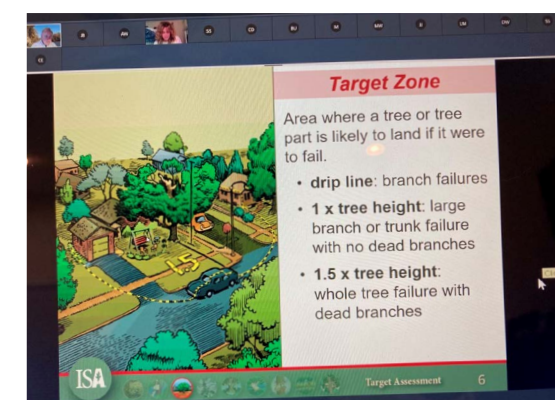 Target Zone
Area where a tree or tree
part is likely to land if it were
to fail.
• drip line: branch failures
• 1 x tree height: large
branch or trunk failure
with no dead branches
• 1.5 x tree height:
whole tree failure with
dead branches
1.5
ISA
Target Assessment
6